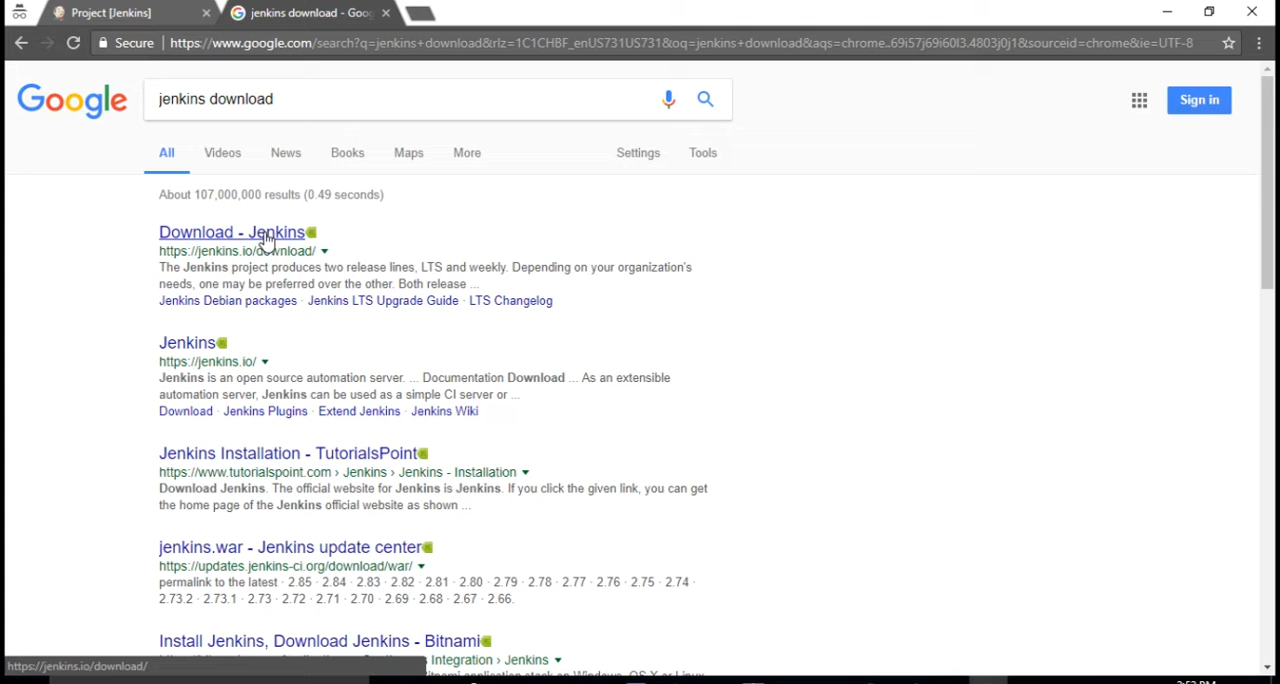 Project [Jenkins]
jenkins download - Goo
Secure https://www.google.com/search?q=jenkins+download&rlz=1C1CHBF_enUS731US731&oq=jenkins+download&aqs=chrome..69i57j69i60l3.4803j0j1&sourceid=chrome&ie=UTF-8
Google
jenkins download
Sign in
All Videos News Books Maps More Settings Tools
About 107,000,000 results (0.49 seconds)
Download - Jenkins
https://jenkins.io/download/
The Jenkins project produces two release lines, LTS and weekly. Depending on your organization's
needs, one may be preferred over the other. Both release ...
Jenkins Debian packages · Jenkins LTS Upgrade Guide · LTS Changelog
Jenkins
https://jenkins.io/
Jenkins is an open source automation server. ... Documentation Download ... As an extensible
automation server, Jenkins can be used as a simple CI server or ...
Download · Jenkins Plugins · Extend Jenkins · Jenkins Wiki
Jenkins Installation - TutorialsPoint
https://www.tutorialspoint.com › Jenkins › Jenkins - Installation
Download Jenkins. The official website for Jenkins is Jenkins. If you click the given link, you can get
the home page of the Jenkins official website as shown ...
jenkins.war - Jenkins update center
https://updates.jenkins-ci.org/download/war/
permalink to the latest · 2.85 · 2.84 · 2.83 · 2.82 · 2.81 · 2.80 · 2.79 · 2.78 · 2.77 · 2.76 · 2.75 · 2.74 ·
2.73.2 · 2.73.1 · 2.73 · 2.72 · 2.71 · 2.70 · 2.69 · 2.68 · 2.67 · 2.66.
Install Jenkins, Download Jenkins - Bitnami
Integration › Jenkins
application stack on Windows, OS X or Linux
https://jenkins.io/download/